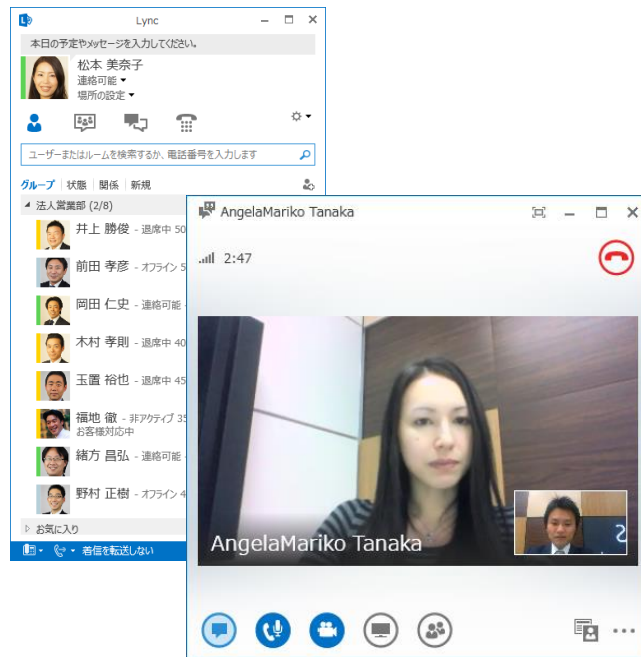 Lync
本日の予定やメッセージを入力してください。
松本 美奈子
連絡可能
場所の設定
ユーザーまたはルームを検索するか、電話番号を入力します
グループ 状態 関係 新規
法人営業部 (2/8)
井上 勝俊 - 退席中 50
前田 孝彦 - オフライン 5
岡田 仁史 - 連絡可能 -
木村 孝則 - 退席中 40
玉置 裕也 - 退席中 45
福地 徹 - 非アクティブ 35
お客様対応中
緒方 昌弘 - 連絡可能 -
野村 正樹 - オフライン 4
お気に入り
着信を転送しない
AngelaMariko Tanaka
2:47
AngelaMariko Tanaka